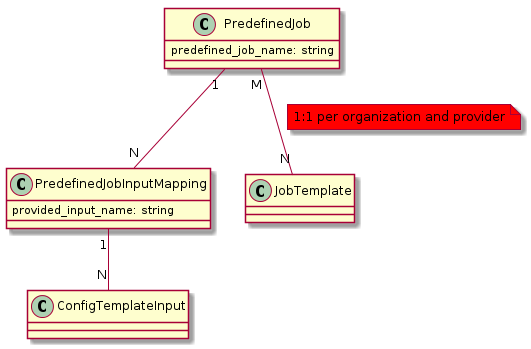 C PredefinedJob
predefined_job_name: string
1
M
1:1 per organization and provider
N
N
C PredefinedJobInputMapping
provided_input_name: string
C JobTemplate
1
N
C ConfigTemplateInput